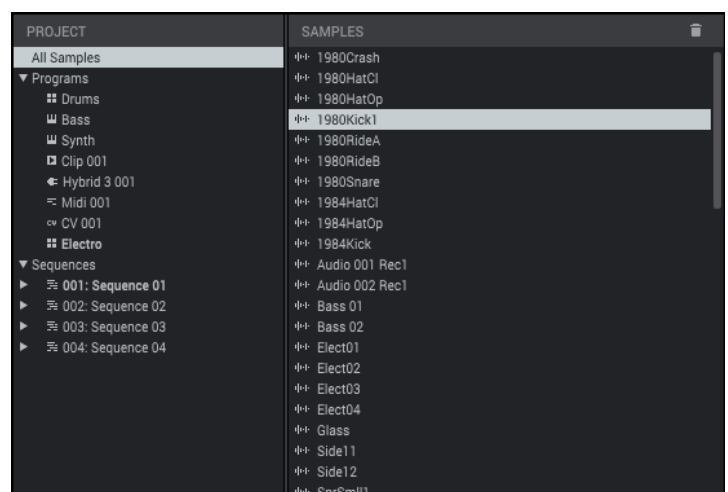 PROJECT
All Samples
Programs
Drums
Bass
Synth
Clip 001
Hybrid 3 001
Midi 001
CV CV 001
Electro
Sequences
001: Sequence 01
002: Sequence 02
003: Sequence 03
004: Sequence 04
SAMPLES
1980Crash
1980HatCl
1980HatOp
1980Kick1
1980RideA
1980RideB
1980Snare
1984HatCl
1984HatOp
1984Kick
Audio 001 Rec1
Audio 002 Rec1
Bass 01
Bass 02
Elect01
Elect02
Elect03
Elect04
Glass
Side11
Side12